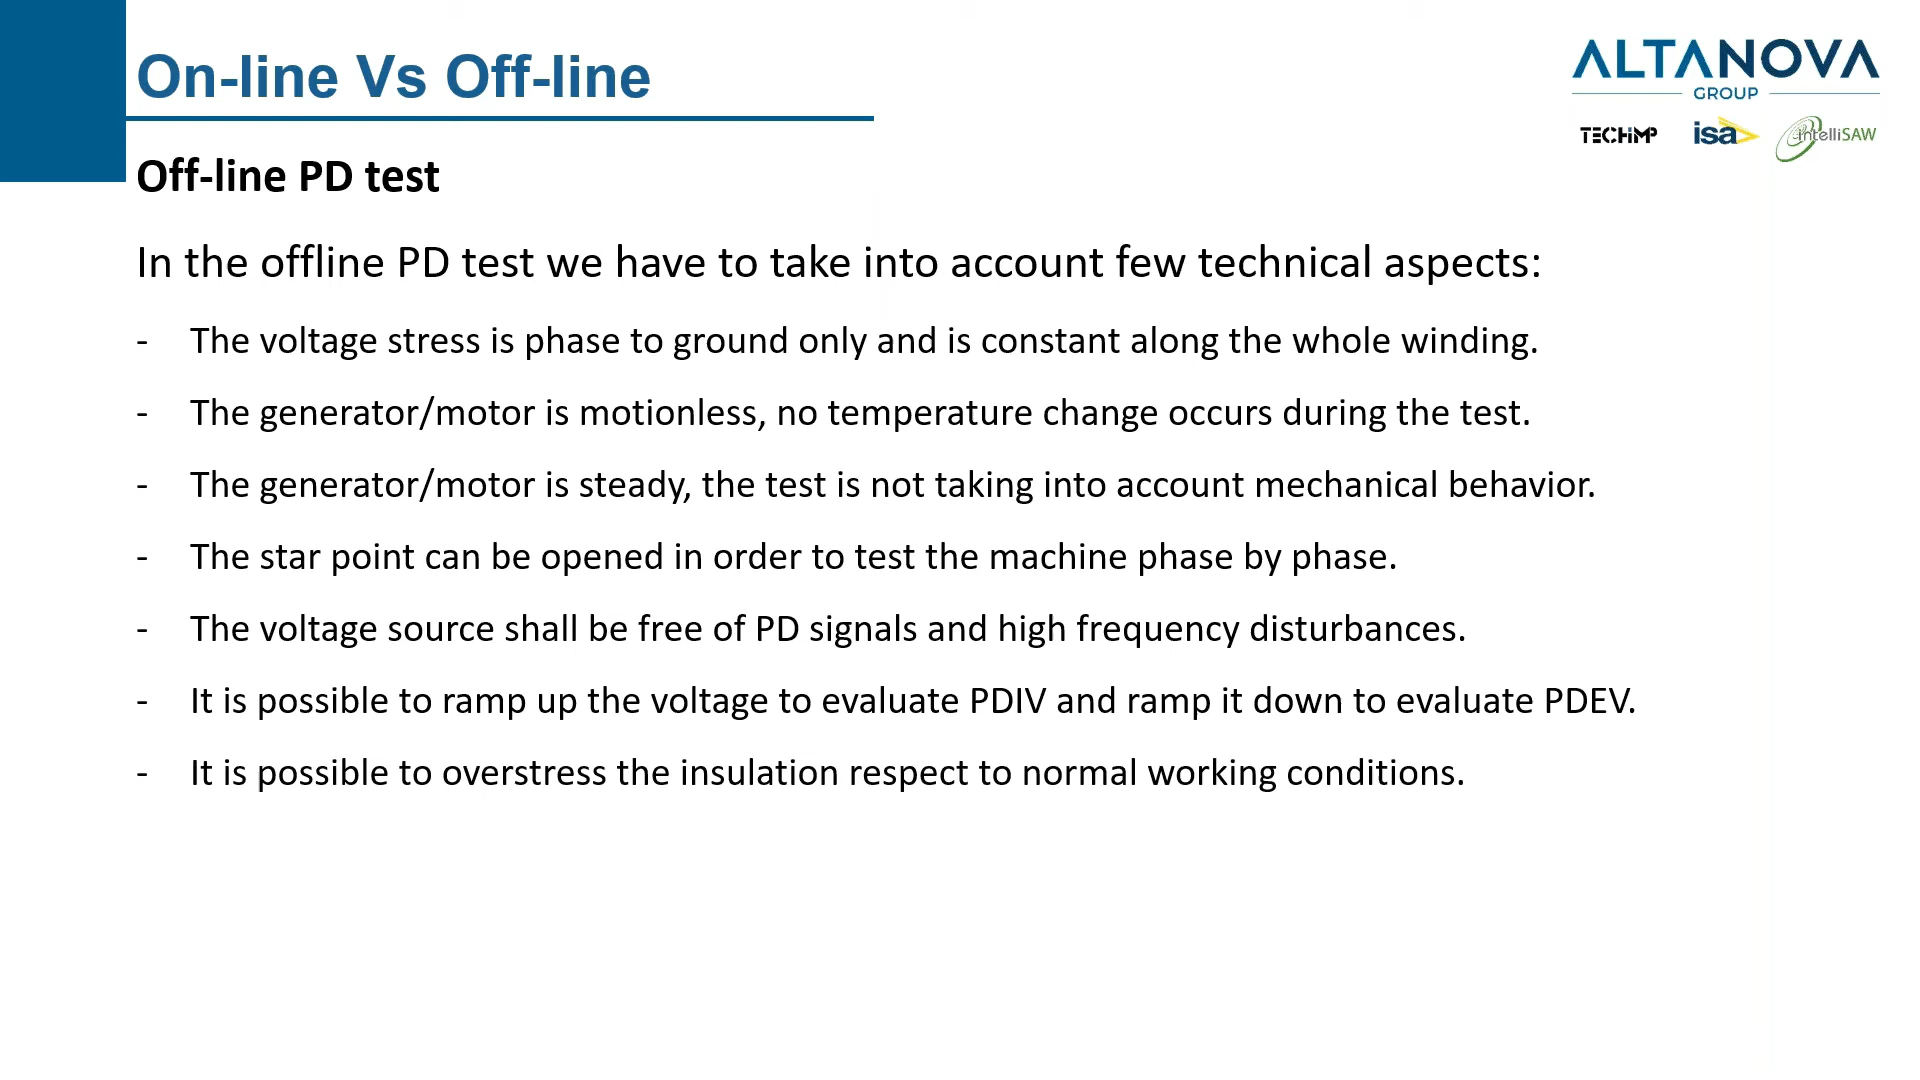 On-line Vs Off-line
ALTANOVA
GROUP
TECHIMP isa intelliSAW
Off-line PD test
In the offline PD test we have to take into account few technical aspects:
- The voltage stress is phase to ground only and is constant along the whole winding.
- The generator/motor is motionless, no temperature change occurs during the test.
- The generator/motor is steady, the test is not taking into account mechanical behavior.
- The star point can be opened in order to test the machine phase by phase.
- The voltage source shall be free of PD signals and high frequency disturbances.
- It is possible to ramp up the voltage to evaluate PDIV and ramp it down to evaluate PDEV.
- It is possible to overstress the insulation respect to normal working conditions.